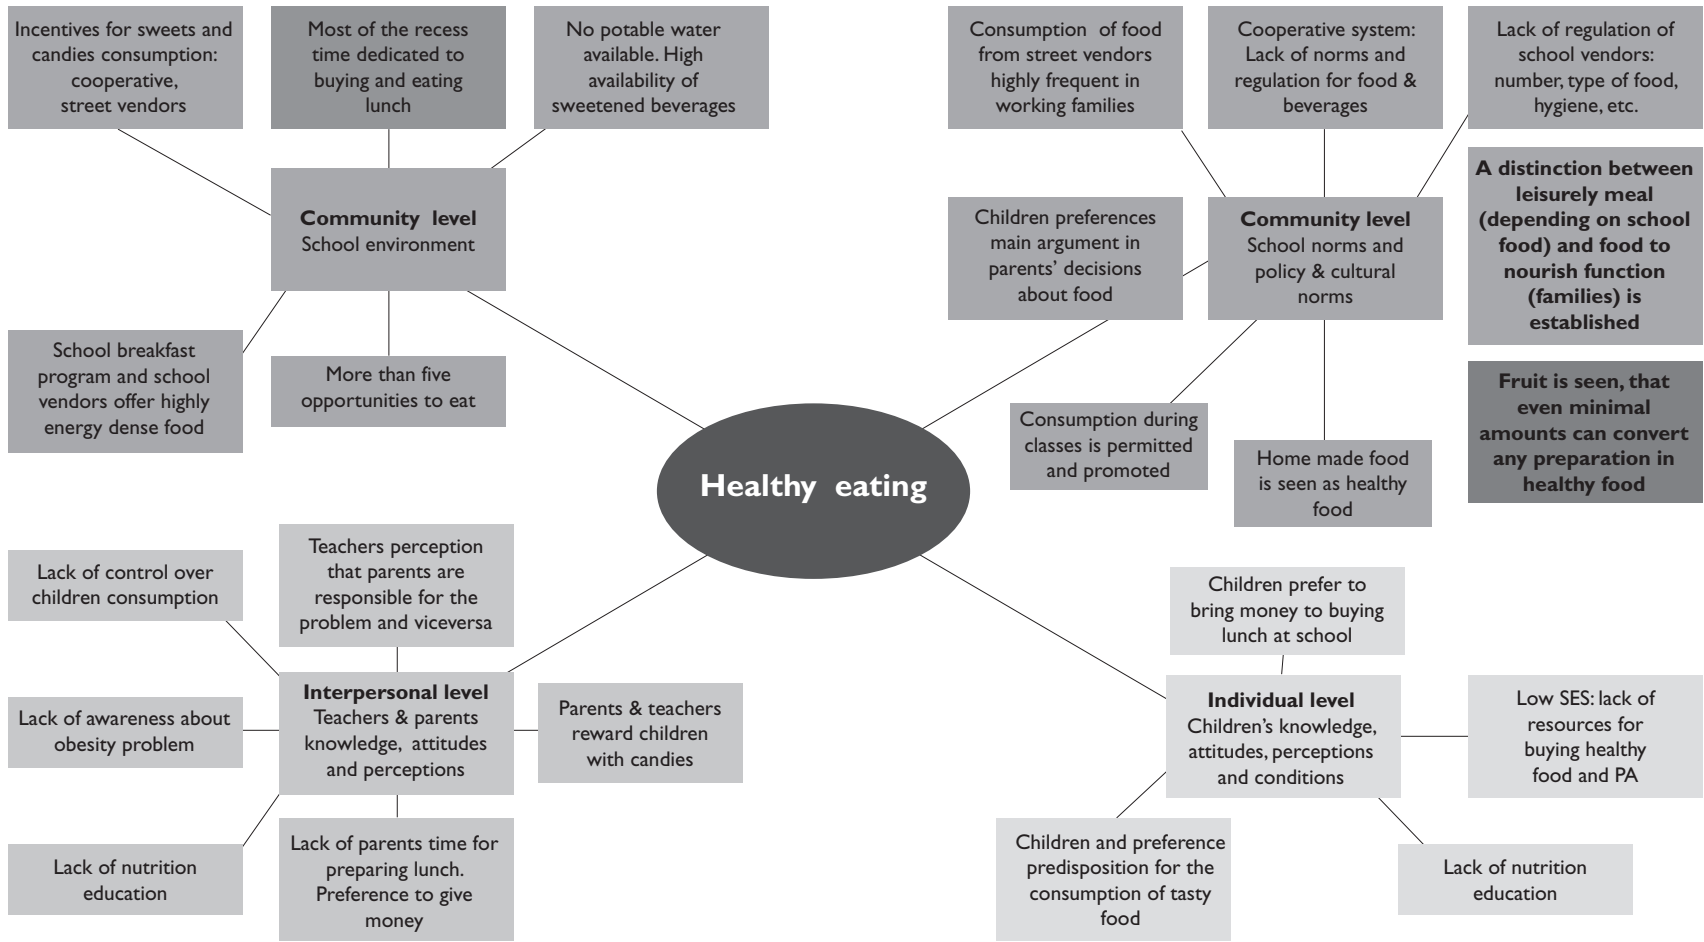 Incentives for sweets and
candies consumption:
cooperative,
street vendors
Most of the recess
time dedicated to
buying and eating
lunch
No potable water
available. High
availability of
sweetened beverages
Community level
School environment
School breakfast
program and school
vendors offer highly
energy dense food
More than five
opportunities to eat
Consumption of food
from street vendors
highly frequent in
working families
Cooperative system:
Lack of norms and
regulation for food &
beverages
Lack of regulation of
school vendors:
number, type of food,
hygiene, etc.
Children preferences
main argument in
parents' decisions
about food
Community level
School norms and
policy & cultural
norms
A distinction between
leisurely meal
(depending on school
food) and food to
nourish function
(families) is
established
Consumption during
classes is permitted
and promoted
Home made food
is seen as healthy
food
Fruit is seen, that
even minimal
amounts can convert
any preparation in
healthy food
Healthy eating
Lack of control over
children consumption
Teachers perception
that parents are
responsible for the
problem and viceversa
Lack of awareness about
obesity problem
Interpersonal level
Teachers & parents
knowledge, attitudes
and perceptions
Parents & teachers
reward children
with candies
Lack of nutrition
education
Lack of parents time for
preparing lunch.
Preference to give
money
Children prefer to
bring money to buying
lunch at school
Individual level
Children's knowledge,
attitudes, perceptions
and conditions
Low SES: lack of
resources for
buying healthy
food and PA
Children and preference
predisposition for the
consumption of tasty
food
Lack of nutrition
education